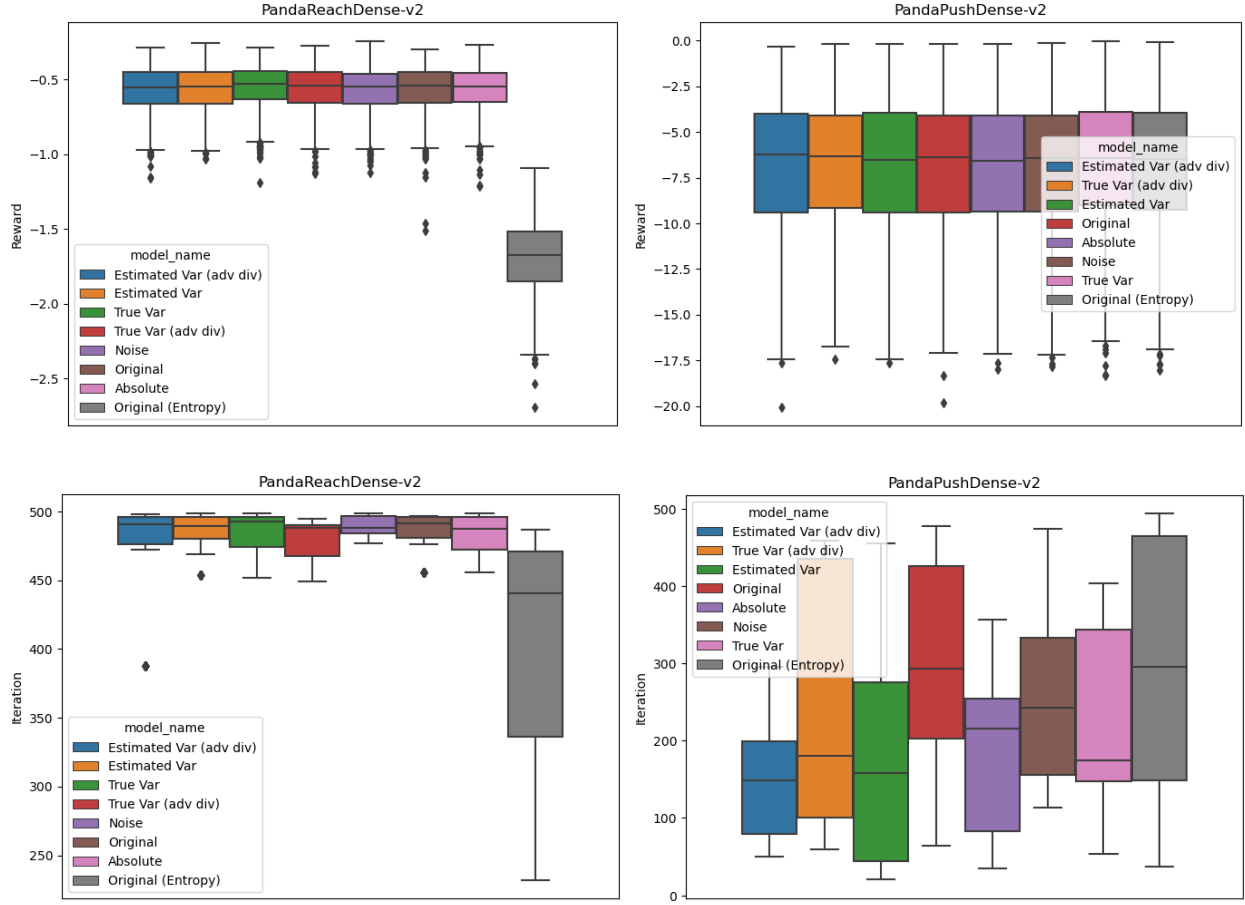 PandaReachDense-v2
Reward
−0.5
−1.0
−1.5
−2.0
−2.5
model_name
Estimated Var (adv div)
Estimated Var
True Var
True Var (adv div)
Noise
Original
Absolute
Original (Entropy)
PandaPushDense-v2
Reward
0.0
−2.5
−5.0
−7.5
−10.0
−12.5
−15.0
−17.5
−20.0
model_name
Estimated Var (adv div)
True Var (adv div)
Estimated Var
Original
Absolute
Noise
True Var
Original (Entropy)
PandaReachDense-v2
Iteration
500
450
400
350
300
250
model_name
Estimated Var (adv div)
Estimated Var
True Var
True Var (adv div)
Noise
Original
Absolute
Original (Entropy)
PandaPushDense-v2
Iteration
500
400
300
200
100
0
model_name
Estimated Var (adv div)
True Var (adv div)
Estimated Var
Original
Absolute
Noise
True Var
Original (Entropy)